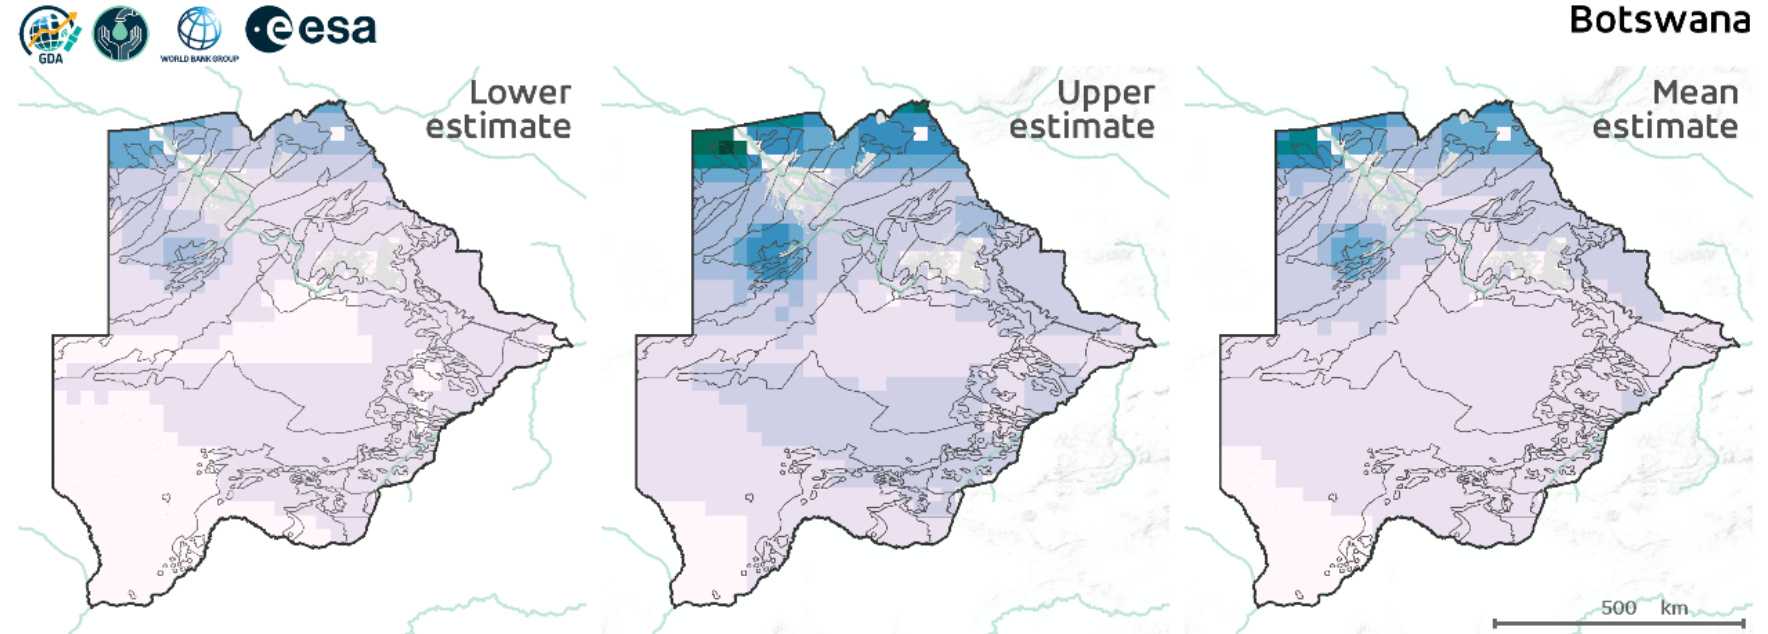 GDA
WORLD BANK GROUP
esa
Botswana
Lower
estimate
Upper
estimate
Mean
estimate
500 km